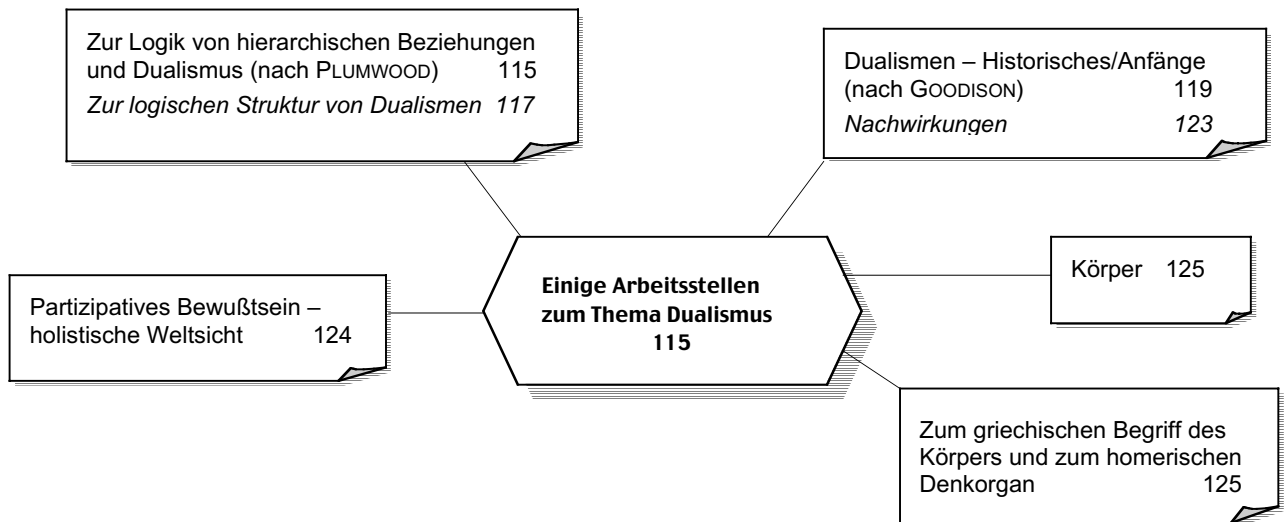 Zur Logik von hierarchischen Beziehungen
und Dualismus (nach PLUMWOOD) 115
Zur logischen Struktur von Dualismen 117
Dualismen – Historisches/Anfänge
(nach GOODISON) 119
Nachwirkungen 123
Einige Arbeitsstellen
zum Thema Dualismus
115
Körper 125
Partizipatives Bewußtsein –
holistische Weltsicht 124
Zum griechischen Begriff des
Körpers und zum homerischen
Denkorgan 125